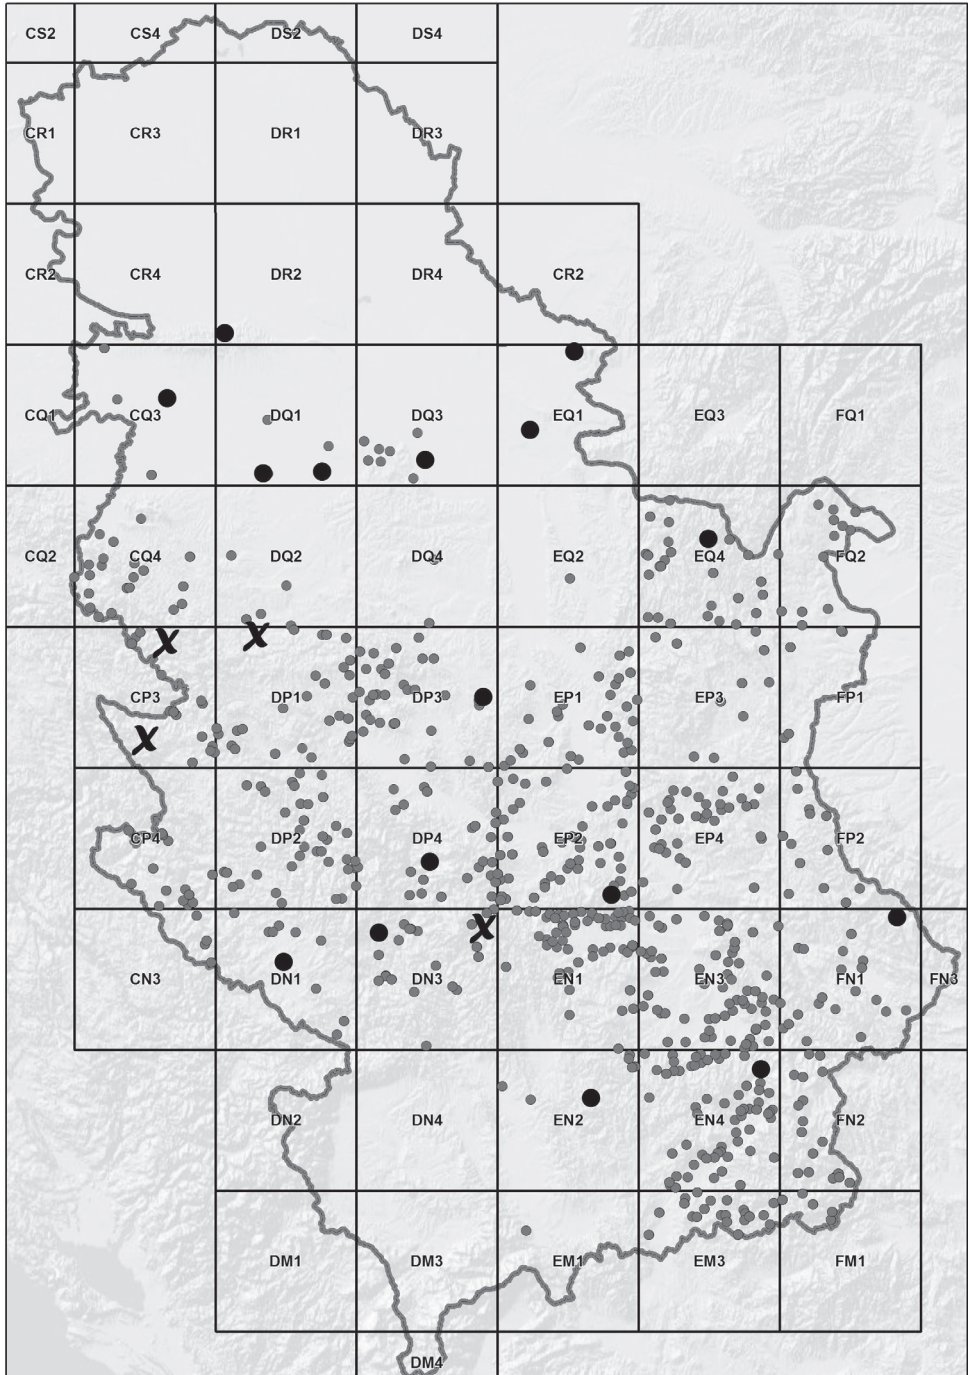 CS2 CS4 DS2 DS4
CR1 CR3 DR1 DR3
CR2 CR4 DR2 DR4 CR2
CQ1 CQ3 DQ1 DQ3 EQ1 EQ3 FQ1
CQ2 CQ4 DQ2 DQ4 EQ2 EQ4 FQ2
X X
CP3 DP1 DP3 EP1 EP3 FP1
X
CP4 DP2 DP4 EP2 EP4 FP2
X
CN3 DN1 DN3 EN1 EN3 FN1 FN3
DN2 DN4 EN2 EN4 FN2
DM1 DM3 EM1 EM3 FM1
DM4